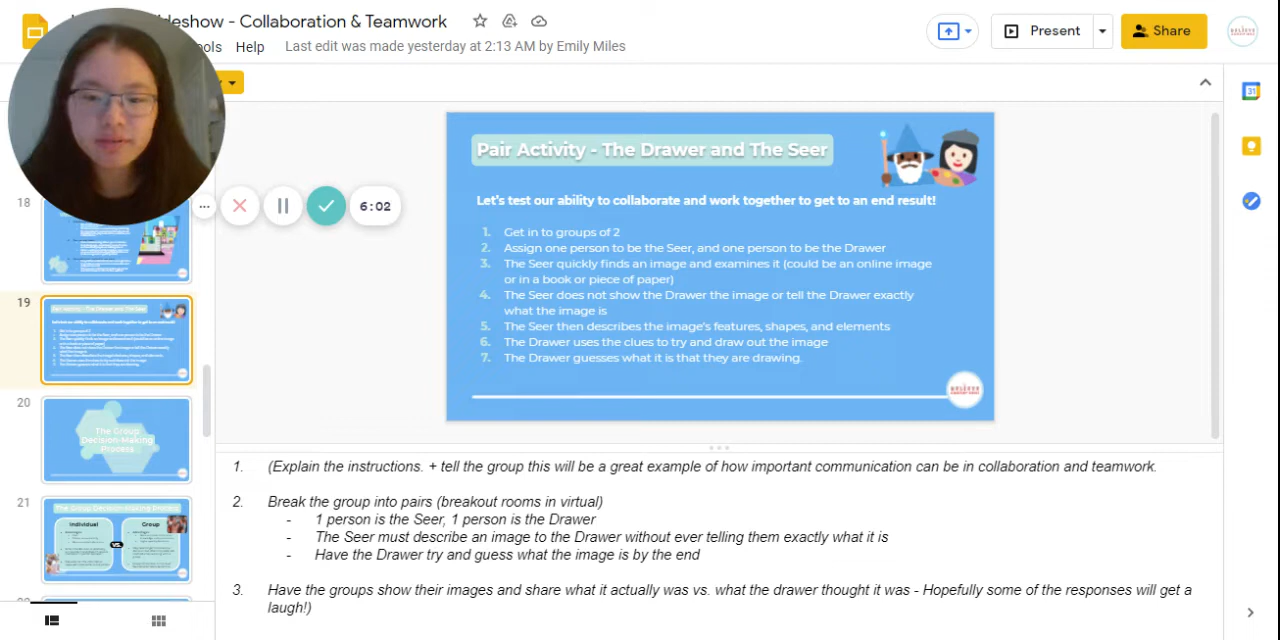 deshow - Collaboration & Teamwork
ols Help Last edit was made yesterday at 2:13 AM by Emily Miles
Present
Share
6:02
18
19
20
21
The Group
Decision-Making
Process
The Group Decision-Making Process
Individual
VS.
Group
Pair Activity - The Drawer and The Seer
Let's test our ability to collaborate and work together to get to an end result!
1. Get in to groups of 2
2. Assign one person to be the Seer, and one person to be the Drawer
3. The Seer quickly finds an image and examines it (could be an online image
or in a book or piece of paper)
4. The Seer does not show the Drawer the image or tell the Drawer exactly
what the image is
5. The Seer then describes the image's features, shapes, and elements
6. The Drawer uses the clues to try and draw out the image
7. The Drawer guesses what it is that they are drawing.
1. (Explain the instructions. + tell the group this will be a great example of how important communication can be in collaboration and teamwork.
2. Break the group into pairs (breakout rooms in virtual)
- 1 person is the Seer, 1 person is the Drawer
- The Seer must describe an image to the Drawer without ever telling them exactly what it is
- Have the Drawer try and guess what the image is by the end
3. Have the groups show their images and share what it actually was vs. what the drawer thought it was - Hopefully some of the responses will get a
laugh!)
31